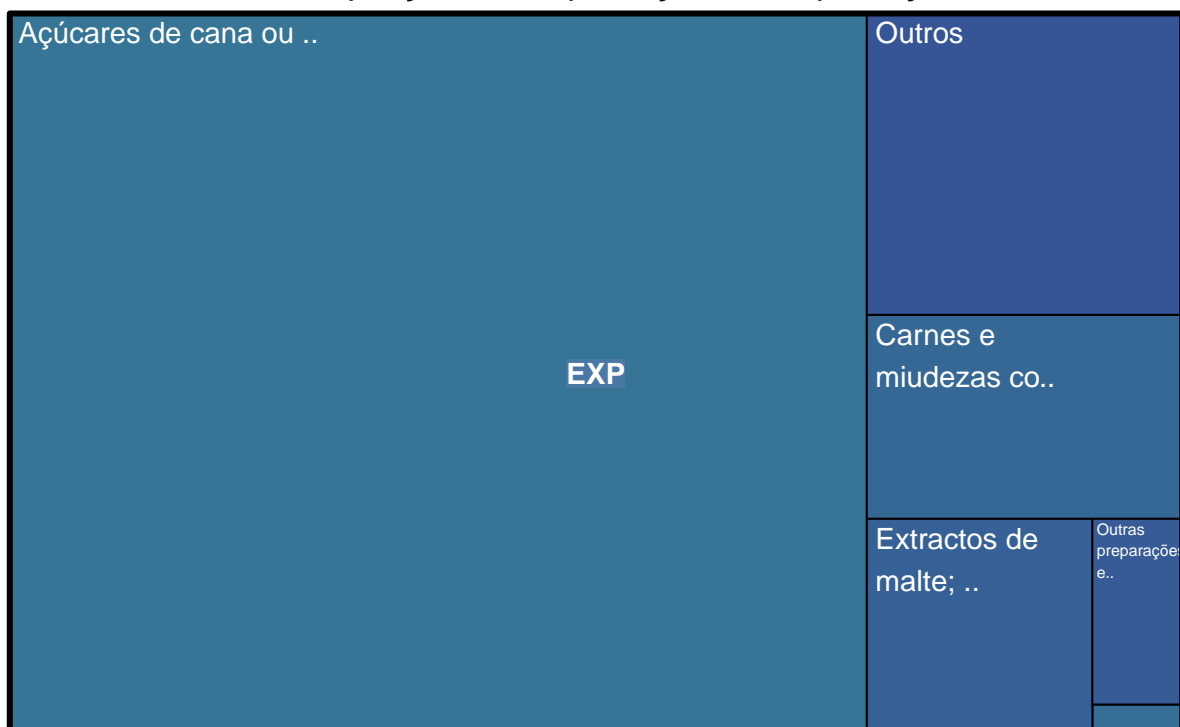 Açúcares de cana ou ..
Outros
EXP
Carnes e
miudezas co..
Extractos de
malte; ..
Outras
e..